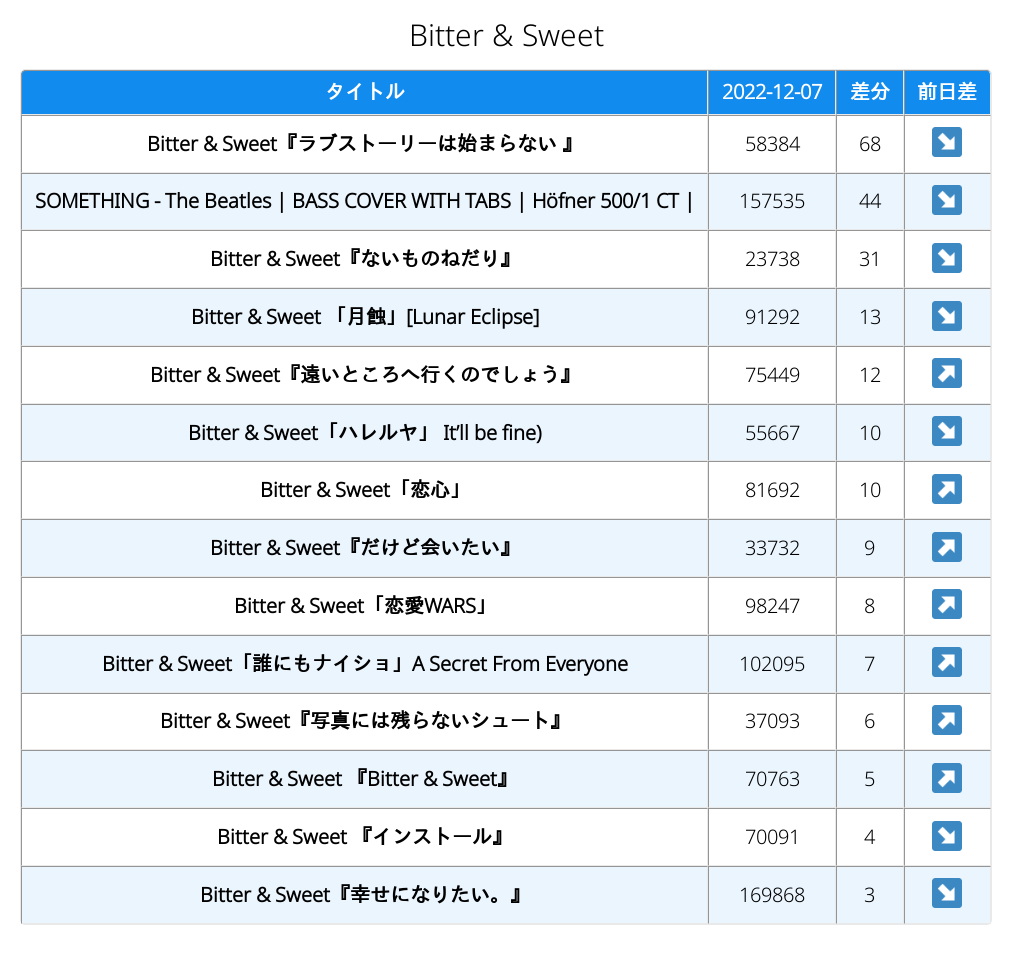 Bitter & Sweet
タイトル 2022-12-07 差分 前日差
Bitter & Sweet『ラブストーリーは始まらない 』 58384 68
SOMETHING - The Beatles | BASS COVER WITH TABS | Höfner 500/1 CT | 157535 44
Bitter & Sweet『ないものねだり』 23738 31
Bitter & Sweet 「月蝕」[Lunar Eclipse] 91292 13
Bitter & Sweet『遠いところへ行くのでしょう』 75449 12
Bitter & Sweet「ハレルヤ」 It’ll be fine) 55667 10
Bitter & Sweet「恋心」 81692 10
Bitter & Sweet『だけど会いたい』 33732 9
Bitter & Sweet「恋愛WARS」 98247 8
Bitter & Sweet「誰にもナイショ」A Secret From Everyone 102095 7
Bitter & Sweet『写真には残らないシュート』 37093 6
Bitter & Sweet 『Bitter & Sweet』 70763 5
Bitter & Sweet 『インストール』 70091 4
Bitter & Sweet『幸せになりたい。』 169868 3